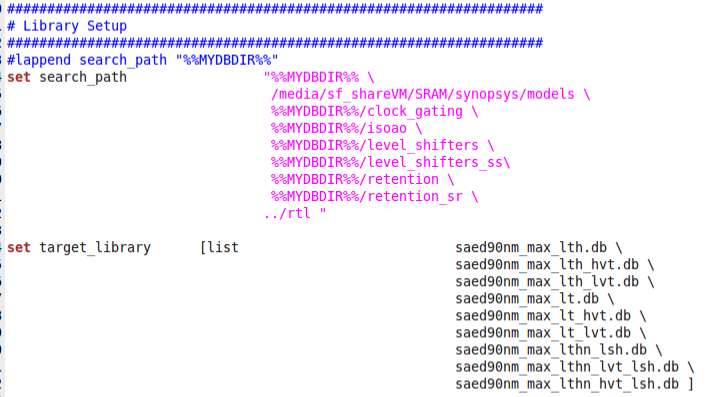 ###################################################################
# Library Setup
###################################################################
#lappend search_path "%%MYDBDIR%%"
set search_path "%%MYDBDIR%% \
/media/sf_shareVM/SRAM/synopsys/models \
%%MYDBDIR%%/clock_gating \
%%MYDBDIR%%/isoao \
%%MYDBDIR%%/level_shifters \
%%MYDBDIR%%/level_shifters_ss\
%%MYDBDIR%%/retention \
%%MYDBDIR%%/retention_sr \
../rtl "
set target_library [list saed90nm_max_lth.db \
saed90nm_max_lth_hvt.db \
saed90nm_max_lth_lvt.db \
saed90nm_max_lt.db \
saed90nm_max_lt_hvt.db \
saed90nm_max_lt_lvt.db \
saed90nm_max_lthn_lsh.db \
saed90nm_max_lthn_lvt_lsh.db \
saed90nm_max_lthn_hvt_lsh.db ]